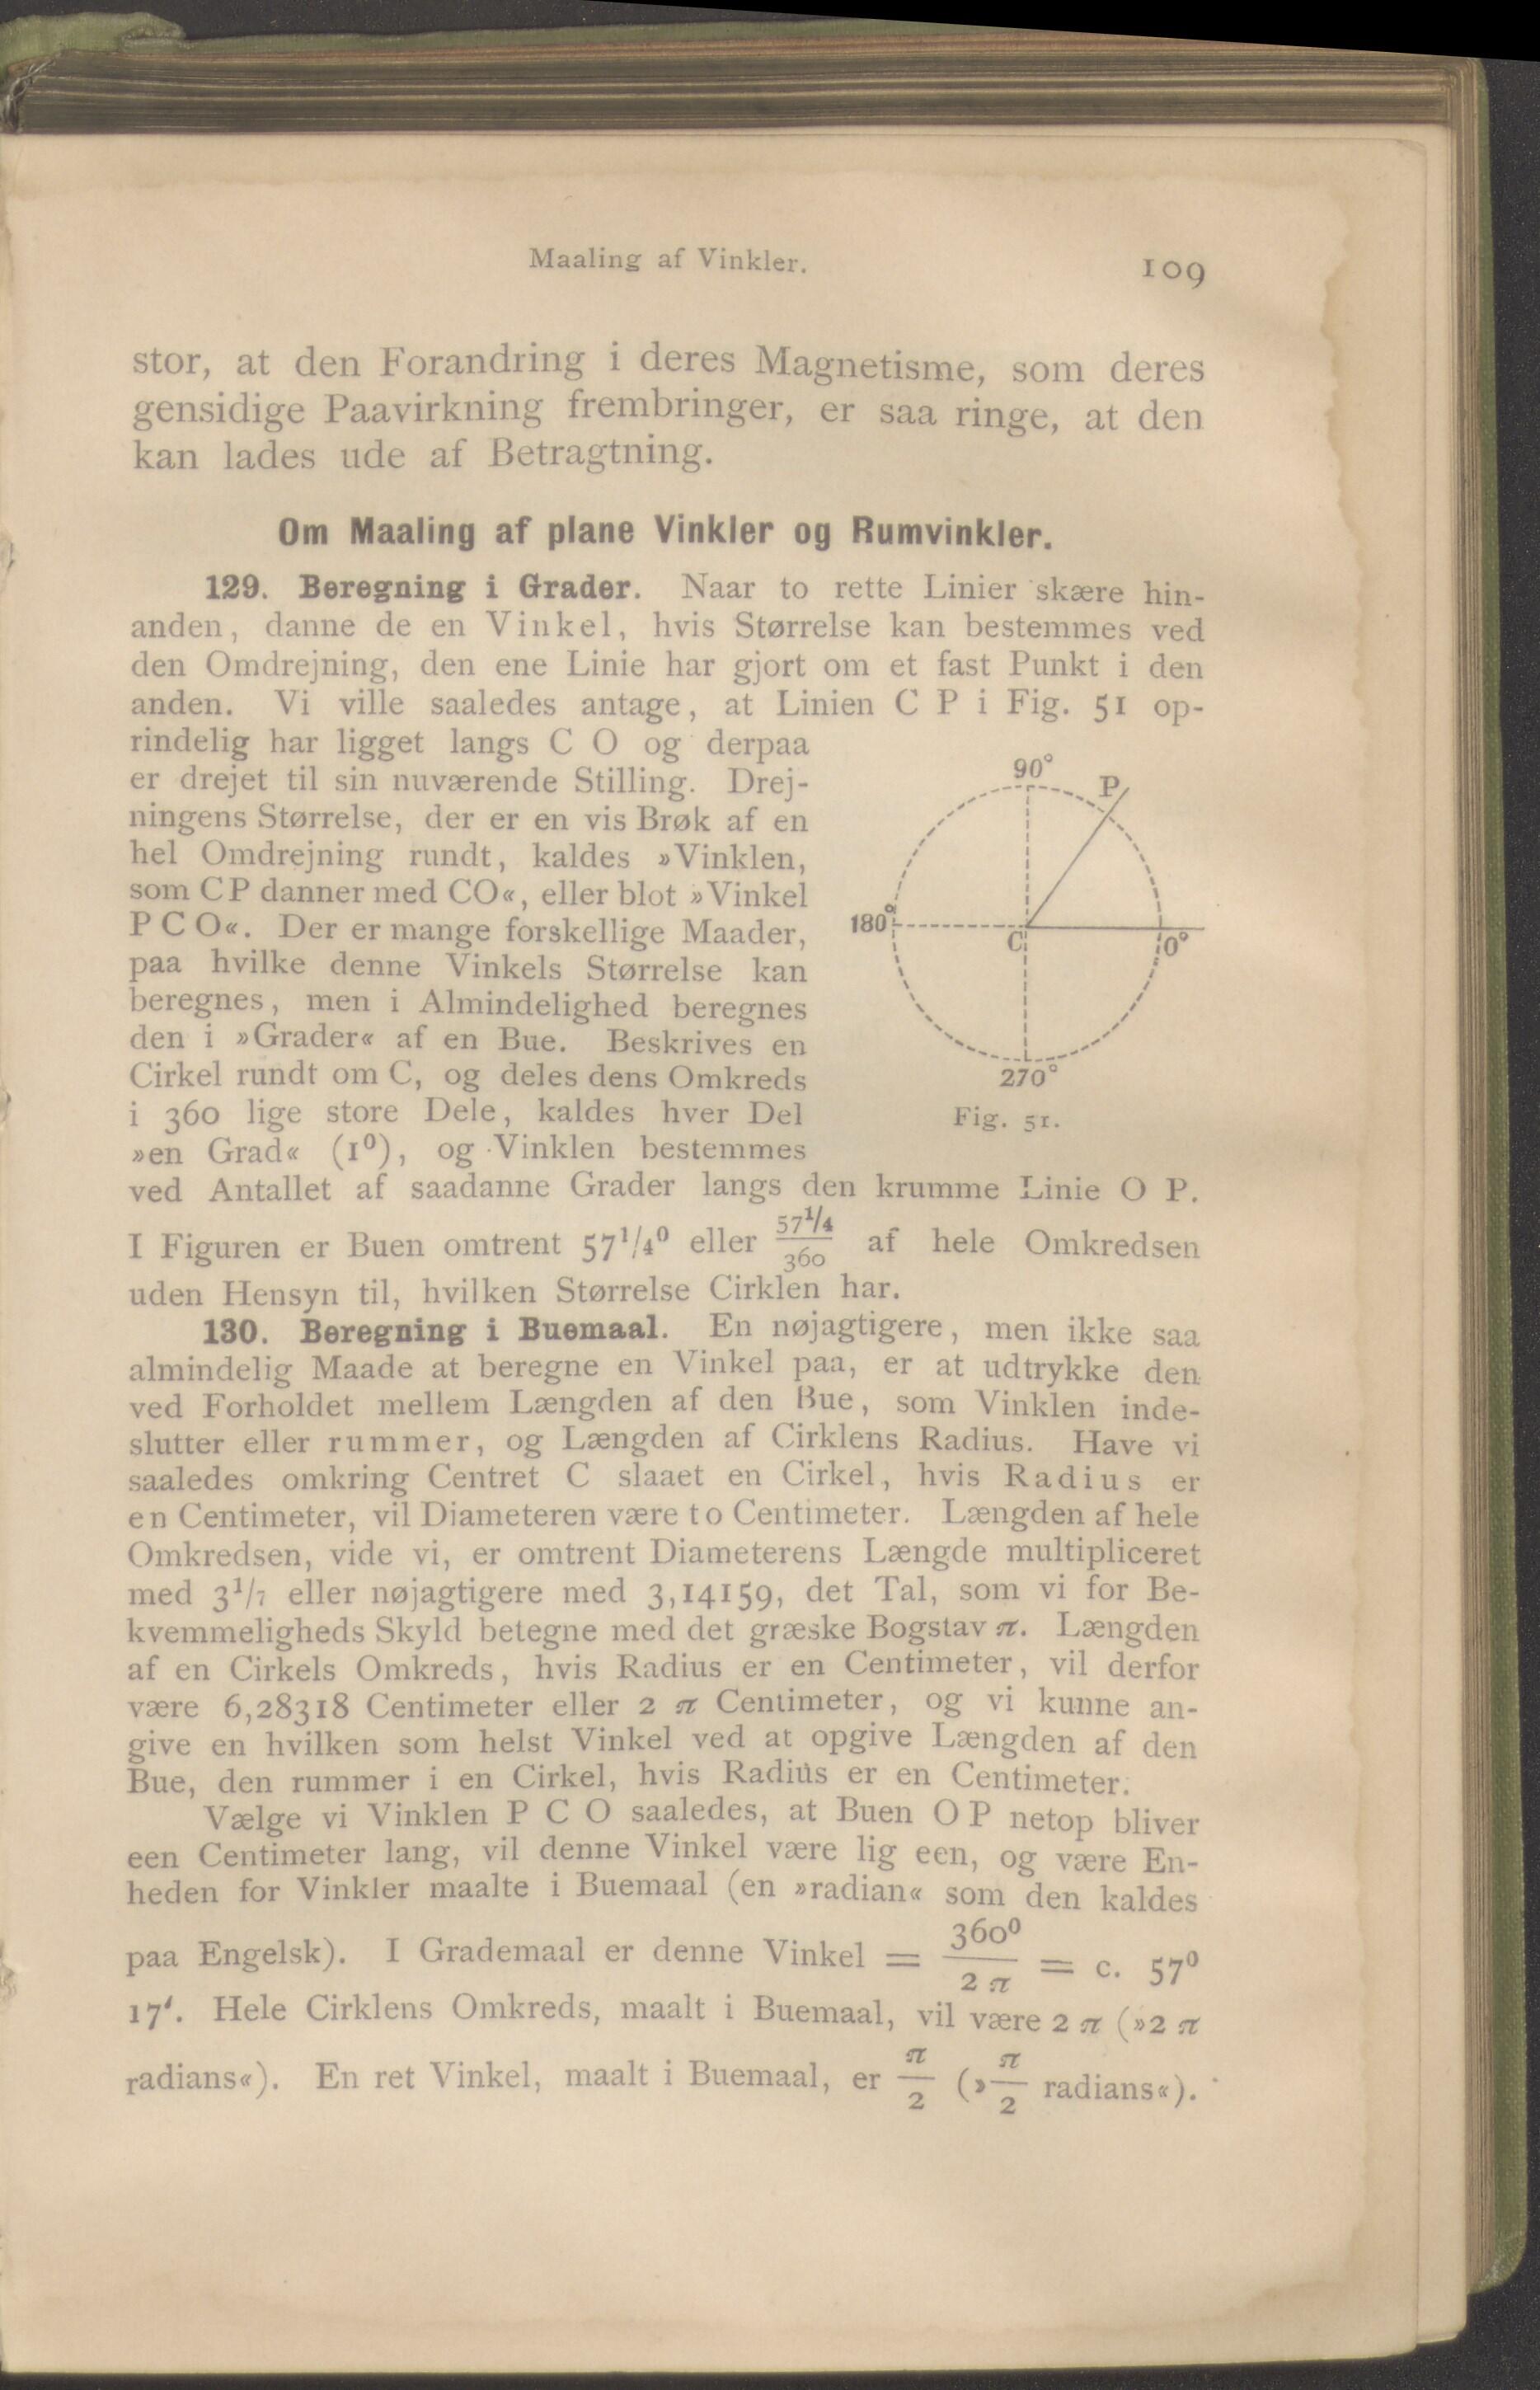 Maaling af Vinkler. 109
stor, at den Forandring i deres Magnetisme, som deres
gensidige Paavirkning frembringer, er saa ringe, at den
kan lades ude af Betragtning.
Om Maaling af plane Vinkler og Rumvinkler.
129. Beregning i Grader. Naar to rette Linier skære hin-
anden, danne de en Vinkel, hvis Størrelse kan bestemmes ved
den Omdrejning, den ene Linie har gjort om et fast Punkt i den
anden. Vi ville saaledes antage, at Linien C P i Fig. 51 op-
rindelig har ligget langs C O og derpaa
er drejet til sin nuværende Stilling. Drej-
ningens Størrelse, der er en vis Brøk af en
hel Omdrejning rundt, kaldes »Vinklen,
som CP danner med CO«, eller blot »Vinkel
P C O«. Der er mange forskellige Maader,
paa hvilke denne Vinkels Størrelse kan
beregnes, men i Almindelighed beregnes
den i »Grader« af en Bue. Beskrives en
Cirkel rundt om C, og deles dens Omkreds
i 360 lige store Dele, kaldes hver Del
»en Grad« (1⁰), og Vinklen bestemmes
90°
P
180°
C
0°
270°
Fig. 51.
ved Antallet af saadanne Grader langs den krumme Linie O P.
I Figuren er Buen omtrent 57¹/₄⁰ eller 57¹/₄/360 af hele Omkredsen
uden Hensyn til, hvilken Størrelse Cirklen har.
130. Beregning i Buemaal. En nøjagtigere, men ikke saa
almindelig Maade at beregne en Vinkel paa, er at udtrykke den
ved Forholdet mellem Længden af den Bue, som Vinklen inde-
slutter eller rummer, og Længden af Cirklens Radius. Have vi
saaledes omkring Centret C slaaet en Cirkel, hvis Radius er
en Centimeter, vil Diameteren være to Centimeter. Længden af hele
Omkredsen, vide vi, er omtrent Diameterens Længde multipliceret
med 3¹/₇ eller nøjagtigere med 3,14159, det Tal, som vi for Be-
kvemmeligheds Skyld betegne med det græske Bogstav π. Længden
af en Cirkels Omkreds, hvis Radius er en Centimeter, vil derfor
være 6,28318 Centimeter eller 2 π Centimeter, og vi kunne an-
give en hvilken som helst Vinkel ved at opgive Længden af den
Bue, den rummer i en Cirkel, hvis Radius er en Centimeter.
Vælge vi Vinklen P C O saaledes, at Buen O P netop bliver
een Centimeter lang, vil denne Vinkel være lig een, og være En-
heden for Vinkler maalte i Buemaal (en »radian« som den kaldes
paa Engelsk). I Grademaal er denne Vinkel = 360⁰/2 π = c. 57⁰
17′. Hele Cirklens Omkreds, maalt i Buemaal, vil være 2 π (»2 π
radians«). En ret Vinkel, maalt i Buemaal, er π/2 (»π/2 radians«).